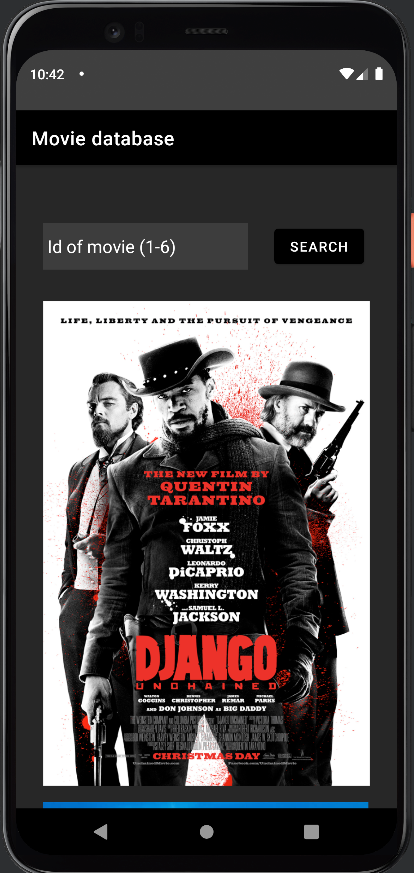 10:42
Movie database
Id of movie (1-6)
SEARCH
LIFE, LIBERTY AND THE PURSUIT OF VENGEANCE
THE NEW FILM BY
QUENTIN
TARANTINO
JAMIE
FOXX
CHRISTOPH
WALTZ
LEONARDO
DiCAPRIO
KERRY
WASHINGTON
AND SAMUEL L.
JACKSON
DJANGO
UNCHAINED
WALTON GOGGINS
DENNIS CHRISTOPHER
JAMES REMAR
MICHAEL PARKS
AND DON JOHNSON AS BIG DADDY
CHRISTMAS DAY